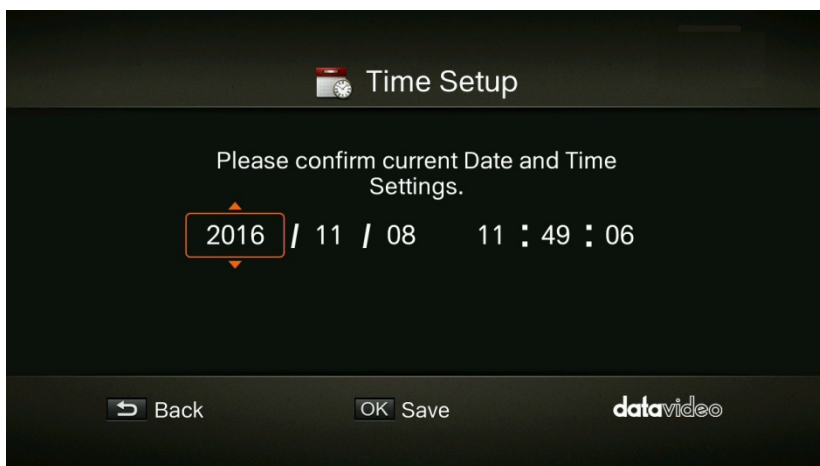 Time Setup
Please confirm current Date and Time
Settings.
2016 / 11 / 08 11 : 49 : 06
Back OK Save datavideo